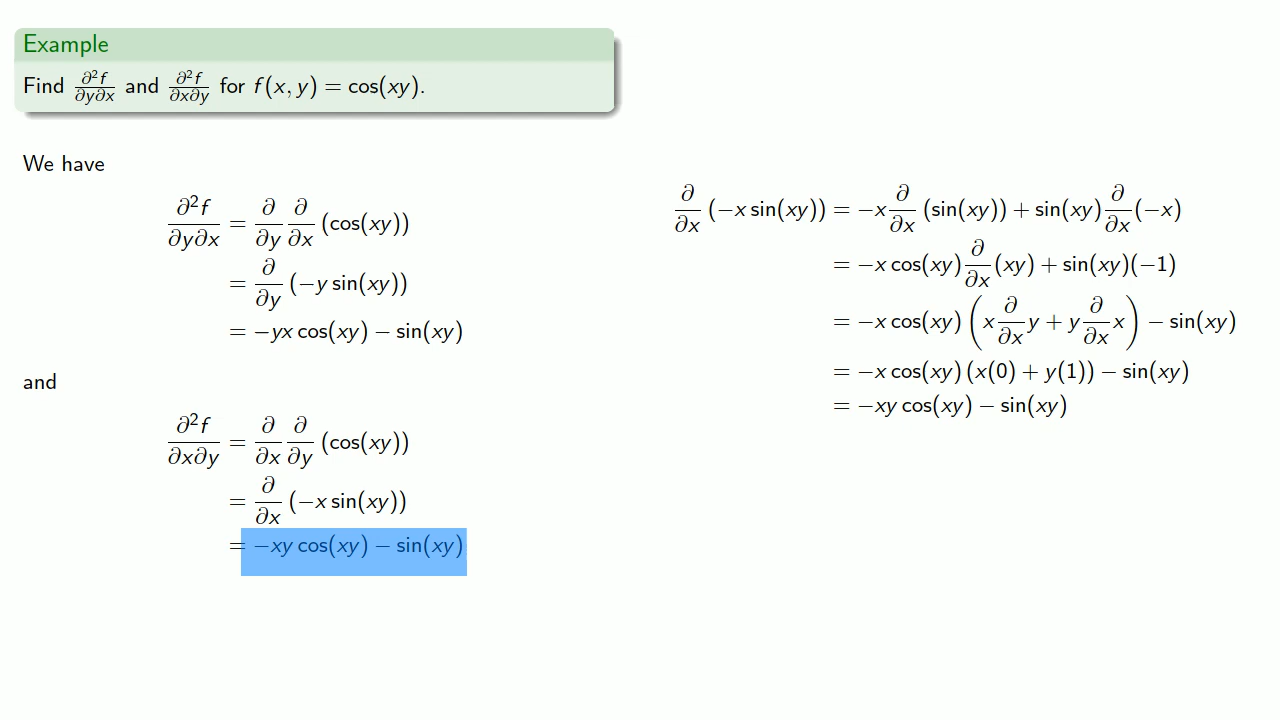 Example
Find ∂²f/∂y∂x and ∂²f/∂x∂y for f(x, y) = cos(xy).
We have
∂²f/∂y∂x = ∂/∂y ∂/∂x (cos(xy))
= ∂/∂y (−y sin(xy))
= −yx cos(xy) − sin(xy)
and
∂²f/∂x∂y = ∂/∂x ∂/∂y (cos(xy))
= ∂/∂x (−x sin(xy))
= −xy cos(xy) − sin(xy)
∂/∂x (−x sin(xy)) = −x ∂/∂x (sin(xy)) + sin(xy) ∂/∂x (−x)
= −x cos(xy) ∂/∂x (xy) + sin(xy)(−1)
= −x cos(xy) (x ∂/∂x y + y ∂/∂x x) − sin(xy)
= −x cos(xy) (x(0) + y(1)) − sin(xy)
= −xy cos(xy) − sin(xy)